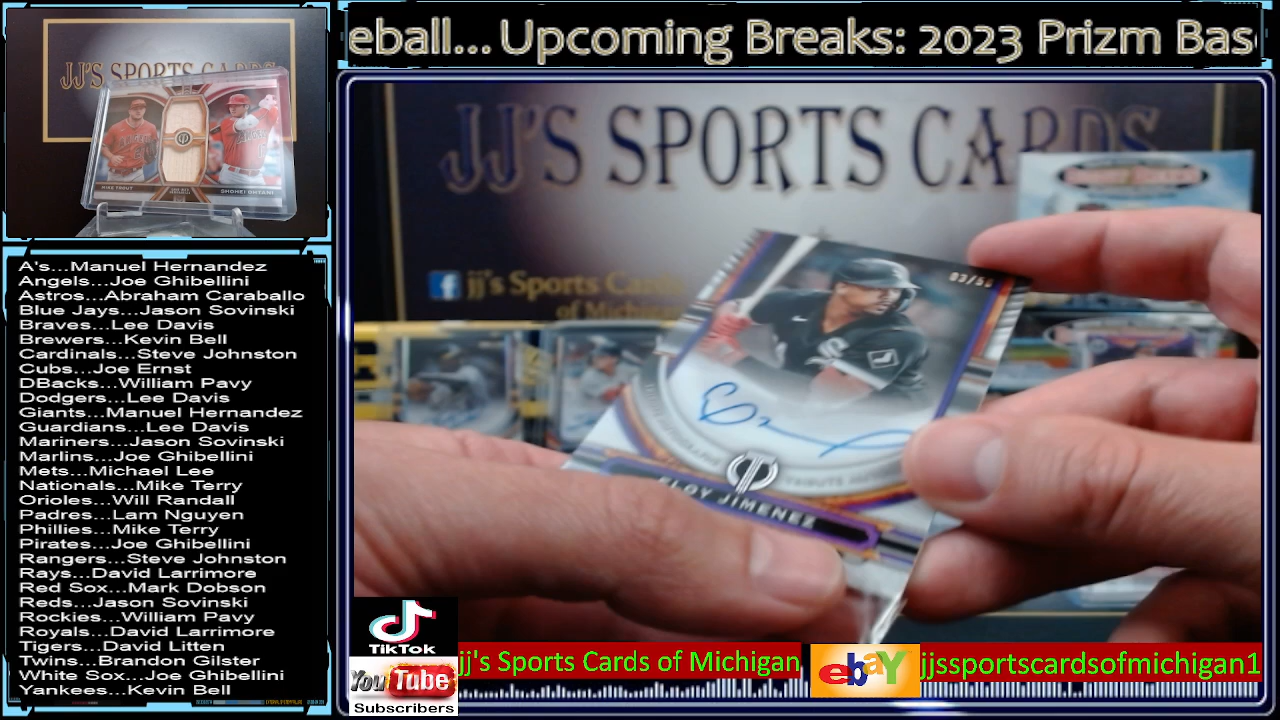 eball... Upcoming Breaks: 2023 Prizm Bas
JJ'S SPORTS CARDS
MIKE TROUT
SHOHEI OHTANI
A's...Manuel Hernandez
Angels...Joe Ghibellini
Astros...Abraham Caraballo
Blue Jays...Jason Sovinski
Braves...Lee Davis
Brewers...Kevin Bell
Cardinals...Steve Johnston
Cubs...Joe Ernst
DBacks...William Pavy
Dodgers...Lee Davis
Giants...Manuel Hernandez
Guardians...Lee Davis
Mariners...Jason Sovinski
Marlins...Joe Ghibellini
Mets...Michael Lee
Nationals...Mike Terry
Orioles...Will Randall
Padres...Lam Nguyen
Phillies...Mike Terry
Pirates...Joe Ghibellini
Rangers...Steve Johnston
Rays...David Larrimore
Red Sox...Mark Dobson
Reds...Jason Sovinski
Rockies...William Pavy
Royals...David Larrimore
Tigers...David Litten
Twins...Brandon Gilster
White Sox...Joe Ghibellini
Yankees...Kevin Bell
JJ'S SPORTS CARDS
f jj's Sports Cards
of Michigan
ELOY JIMENEZ
TikTok
YouTube
Subscribers
jj's Sports Cards of Michigan
ebay
jjssportscardsofmichigan1